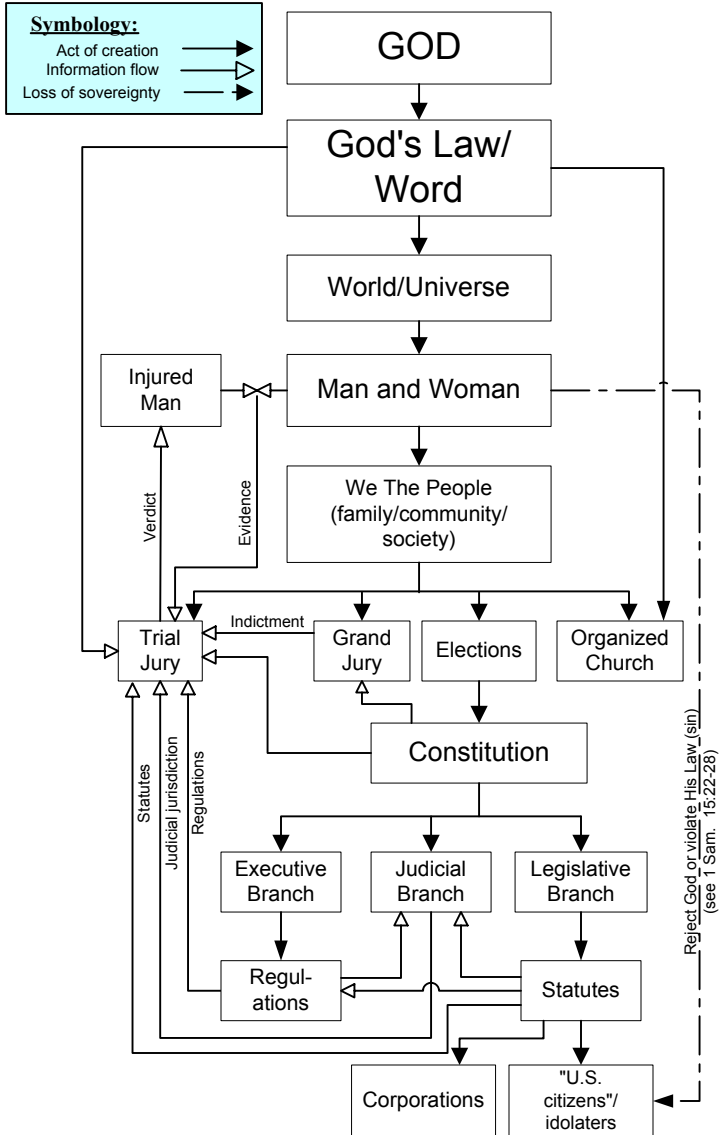 Symbology:
Act of creation
Information flow
Loss of sovereignty
GOD
God's Law/
Word
World/Universe
Injured
Man
Man and Woman
We The People
(family/community/
society)
Verdict
Evidence
Indictment
Trial
Jury
Grand
Jury
Elections
Organized
Church
Constitution
Statutes
Judicial jurisdiction
Regulations
Reject God or violate His Law (sin)
(see 1 Sam. 15:22-28)
Executive
Branch
Judicial
Branch
Legislative
Branch
Regul-
ations
Statutes
Corporations
"U.S.
citizens"/
idolaters